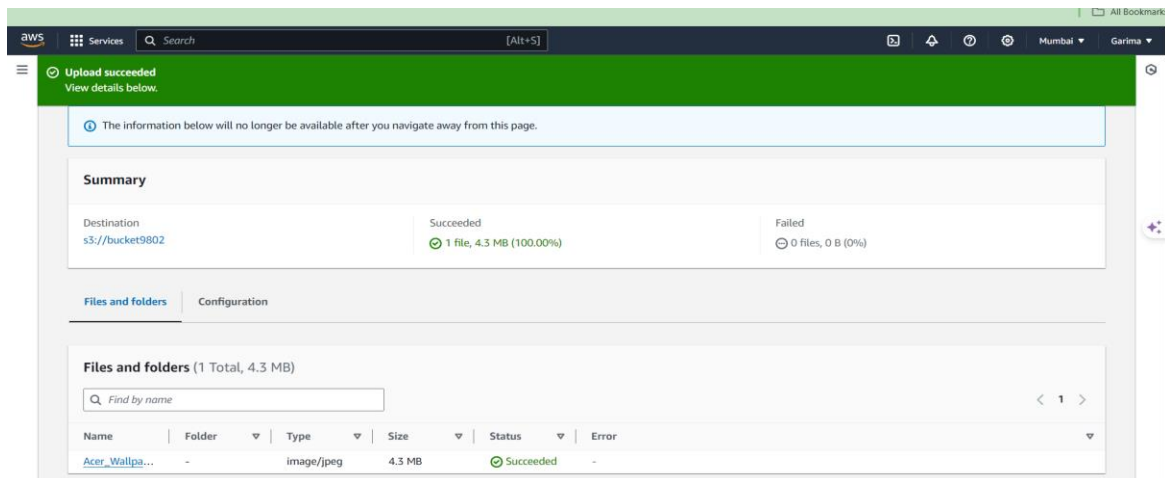 All Bookmarks
aws Services Search [Alt+S] Mumbai Garima
Upload succeeded
View details below.
The information below will no longer be available after you navigate away from this page.
Summary
Destination Succeeded Failed
s3://bucket9802 1 file, 4.3 MB (100.00%) 0 files, 0 B (0%)
Files and folders Configuration
Files and folders (1 Total, 4.3 MB)
Find by name 1
Name Folder Type Size Status Error
Acer_Wallpa... - image/jpeg 4.3 MB Succeeded -